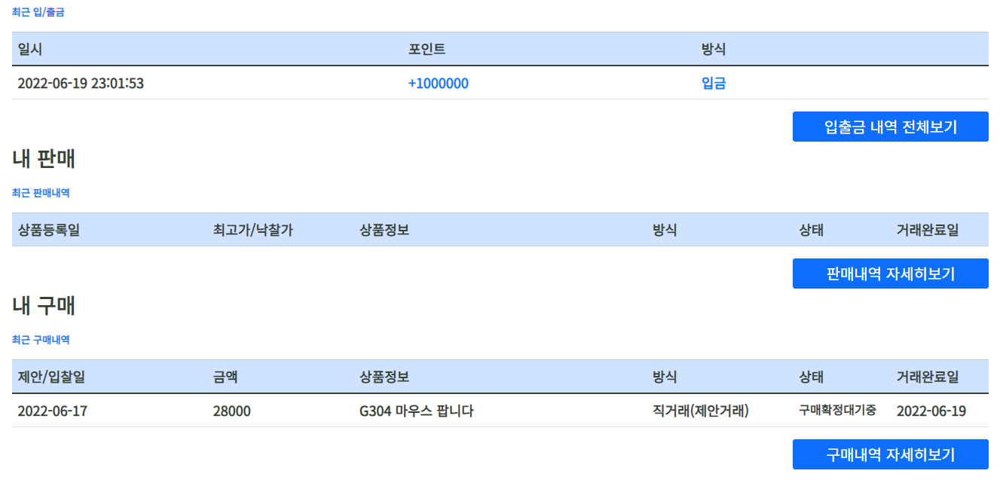 최근 입/출금
일시 포인트 방식
2022-06-19 23:01:53 +1000000 입금
입출금 내역 전체보기
내 판매
최근 판매내역
상품등록일 최고가/낙찰가 상품정보 방식 상태 거래완료일
판매내역 자세히보기
내 구매
최근 구매내역
제안/입찰일 금액 상품정보 방식 상태 거래완료일
2022-06-17 28000 G304 마우스 팝니다 직거래(제안거래) 구매확정대기중 2022-06-19
구매내역 자세히보기